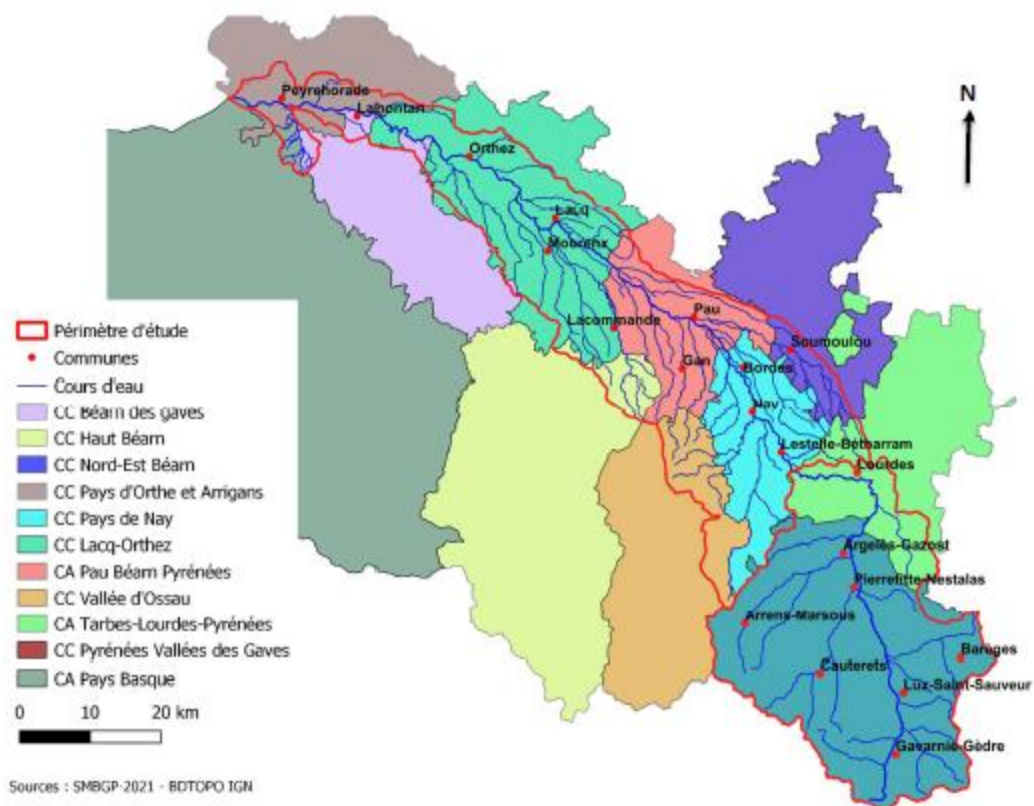 Peyrehorade
Lahontan
N
Orthez
Lacq
Mourenx
Pau
Lacommande
Soumoulou
Gan
Bordes
Nay
Lestelle-Bétharram
Lourdes
Argelès-Gazost
Pierrefitte-Nestalas
Arrens-Marsous
Barèges
Cauterets
Luz-Saint-Sauveur
Gavarnie-Gèdre
Périmètre d'étude
Communes
Cours d'eau
CC Béarn des gaves
CC Haut Béarn
CC Nord-Est Béarn
CC Pays d'Orthe et Arrigans
CC Pays de Nay
CC Lacq-Orthez
CA Pau Béarn Pyrénées
CC Vallée d'Ossau
CA Tarbes-Lourdes-Pyrénées
CC Pyrénées Vallées des Gaves
CA Pays Basque
0 10 20 km
Sources : SMBGP-2021 - BDTOPO IGN